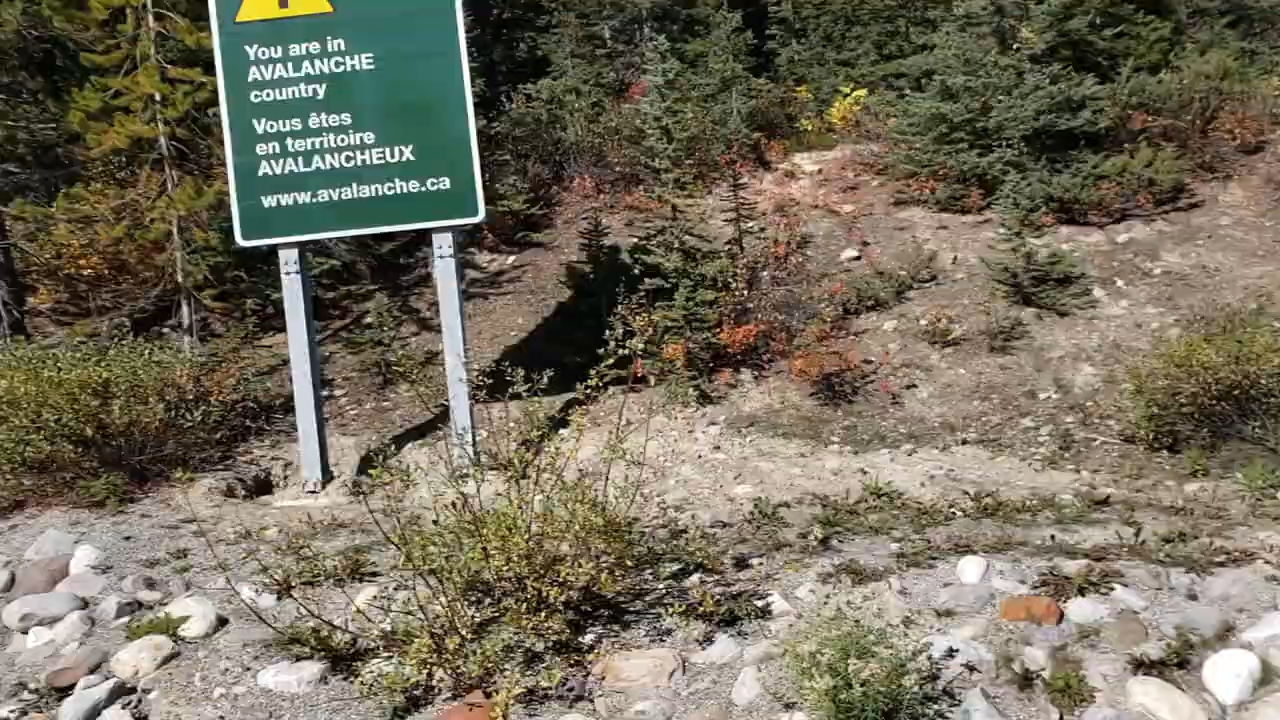 You are in
AVALANCHE
country
Vous êtes
en territoire
AVALANCHEUX
www.avalanche.ca